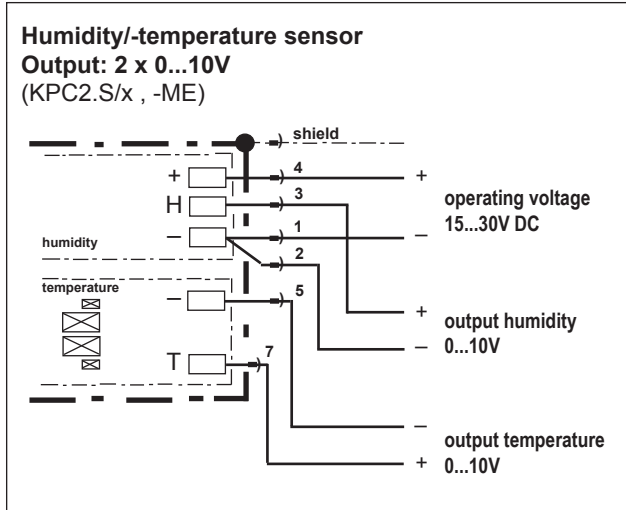 Humidity/-temperature sensor
Output: 2 x 0...10V
(KPC2.S/x , -ME)
shield
+ 4 +
H 3
operating voltage
15...30V DC
− 1 −
humidity
2
temperature
− 5
+ output humidity
− 0...10V
T 7
− output temperature
+ 0...10V